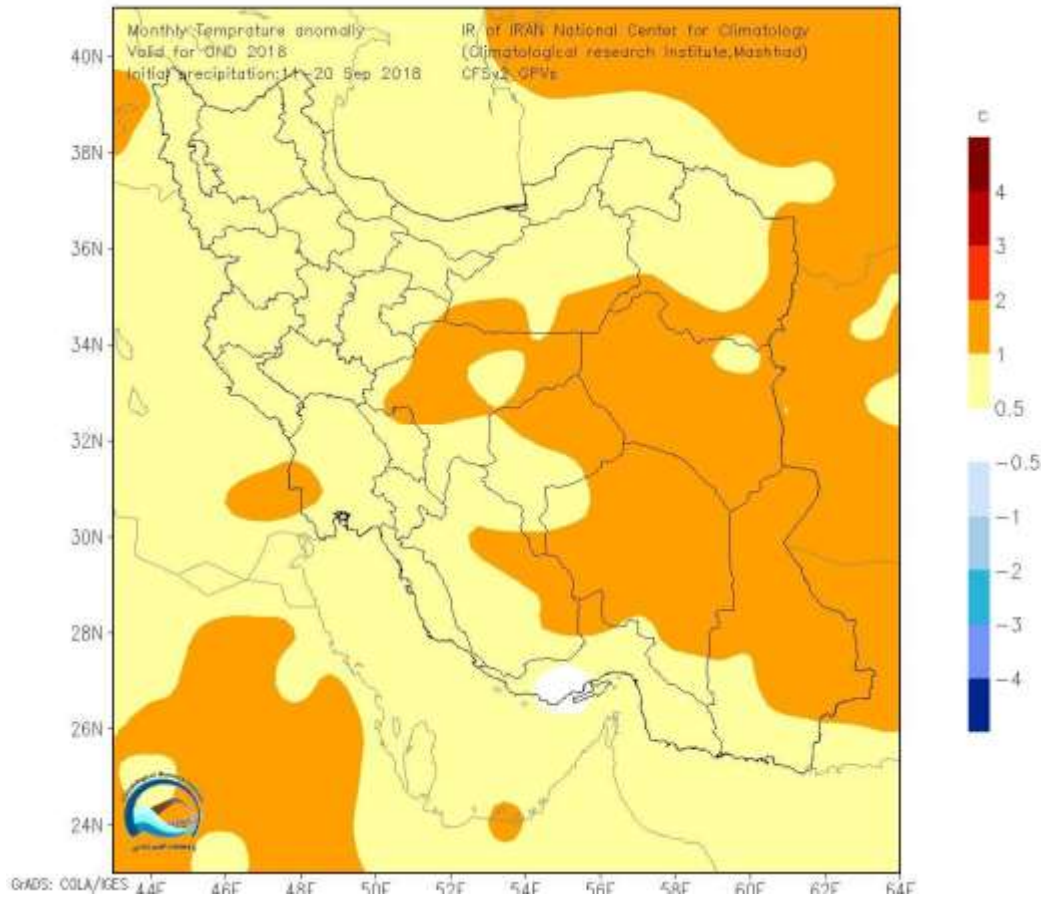 Monthly Temprature anomaly
Valid for OND 2018
Initial precipitation:11-20 Sep 2018
IR of IRAN National Center for Climatology
(Climatological research Institute,Mashhad)
CFSv2 GPVs
40N
38N
36N
34N
32N
30N
28N
26N
24N
44E 46E 48E 50E 52E 54E 56E 58E 60E 62E 64E
c
4
3
2
1
0.5
-0.5
-1
-2
-3
-4
GrADS: COLA/IGES